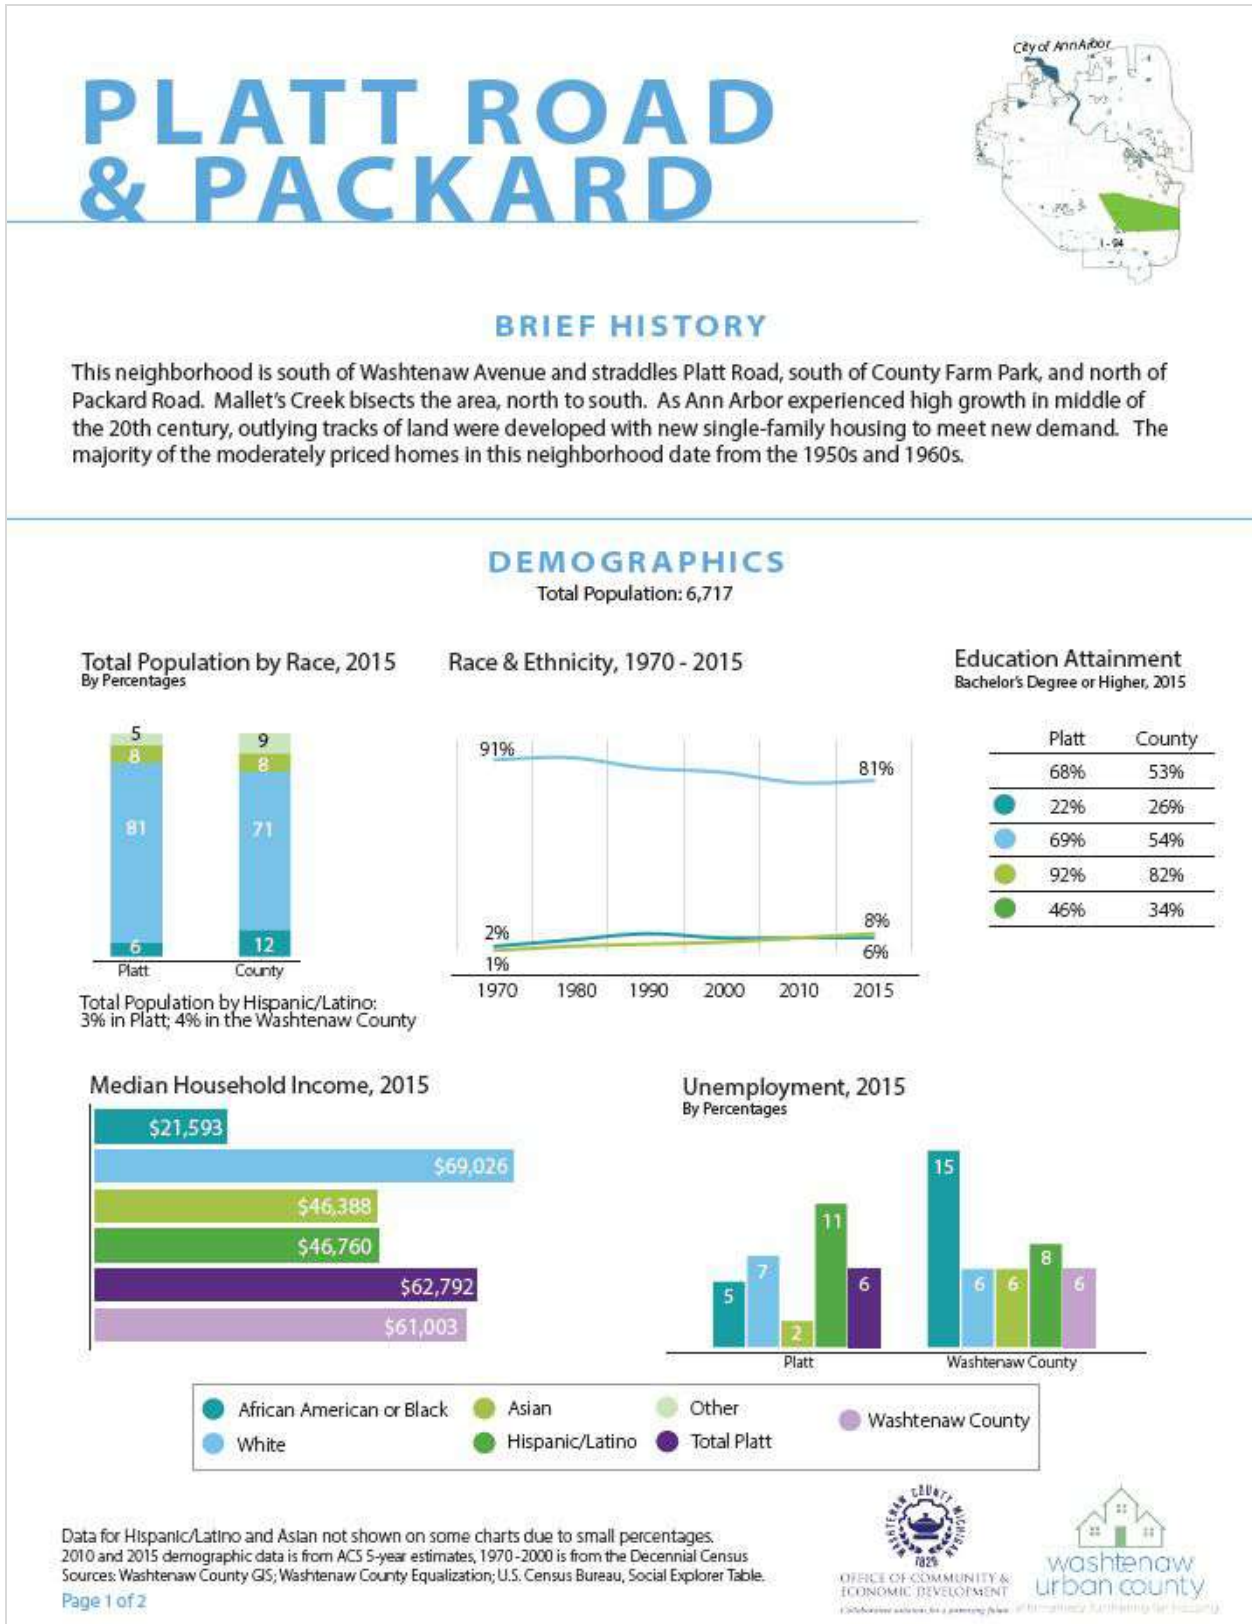 City of Ann Arbor
I - 94
PLATT ROAD
& PACKARD
BRIEF HISTORY
This neighborhood is south of Washtenaw Avenue and straddles Platt Road, south of County Farm Park, and north of
Packard Road. Mallet's Creek bisects the area, north to south. As Ann Arbor experienced high growth in middle of
the 20th century, outlying tracks of land were developed with new single-family housing to meet new demand. The
majority of the moderately priced homes in this neighborhood date from the 1950s and 1960s.
DEMOGRAPHICS
Total Population: 6,717
Total Population by Race, 2015
By Percentages
5
8
81
6
Platt
9
8
71
12
County
Total Population by Hispanic/Latino:
3% in Platt; 4% in the Washtenaw County
Race & Ethnicity, 1970 - 2015
91%
81%
2%
1%
8%
6%
1970 1980 1990 2000 2010 2015
Education Attainment
Bachelor's Degree or Higher, 2015
Platt County
68% 53%
22% 26%
69% 54%
92% 82%
46% 34%
Median Household Income, 2015
$21,593
$69,026
$46,388
$46,760
$62,792
$61,003
Unemployment, 2015
By Percentages
5 7 2 11 6
Platt
15 6 6 8 6
Washtenaw County
African American or Black
White
Asian
Hispanic/Latino
Other
Total Platt
Washtenaw County
Data for Hispanic/Latino and Asian not shown on some charts due to small percentages.
2010 and 2015 demographic data is from ACS 5-year estimates, 1970-2000 is from the Decennial Census
Sources: Washtenaw County GIS; Washtenaw County Equalization; U.S. Census Bureau, Social Explorer Table.
Page 1 of 2
WASHTENAW COUNTY MICHIGAN
1826
OFFICE OF COMMUNITY &
ECONOMIC DEVELOPMENT
washtenaw
urban county